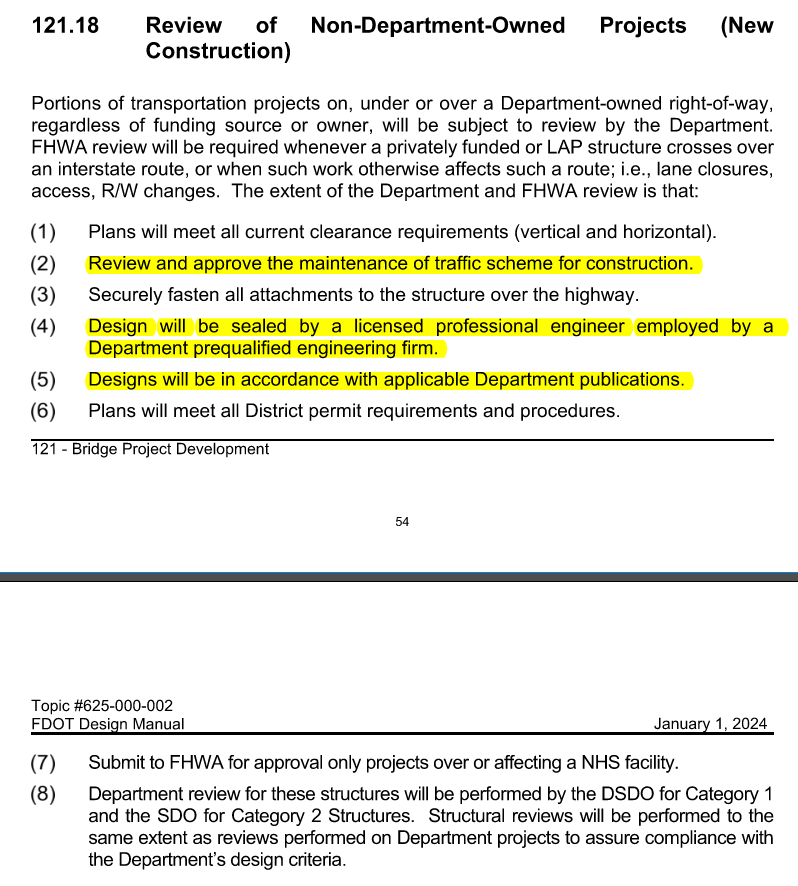 121.18 Review of Non-Department-Owned Projects (New
Construction)
Portions of transportation projects on, under or over a Department-owned right-of-way,
regardless of funding source or owner, will be subject to review by the Department.
FHWA review will be required whenever a privately funded or LAP structure crosses over
an interstate route, or when such work otherwise affects such a route; i.e., lane closures,
access, R/W changes. The extent of the Department and FHWA review is that:
(1) Plans will meet all current clearance requirements (vertical and horizontal).
(2) Review and approve the maintenance of traffic scheme for construction.
(3) Securely fasten all attachments to the structure over the highway.
(4) Design will be sealed by a licensed professional engineer employed by a
Department prequalified engineering firm.
(5) Designs will be in accordance with applicable Department publications.
(6) Plans will meet all District permit requirements and procedures.
121 - Bridge Project Development
54
Topic #625-000-002
FDOT Design Manual January 1, 2024
(7) Submit to FHWA for approval only projects over or affecting a NHS facility.
(8) Department review for these structures will be performed by the DSDO for Category 1
and the SDO for Category 2 Structures. Structural reviews will be performed to the
same extent as reviews performed on Department projects to assure compliance with
the Department's design criteria.